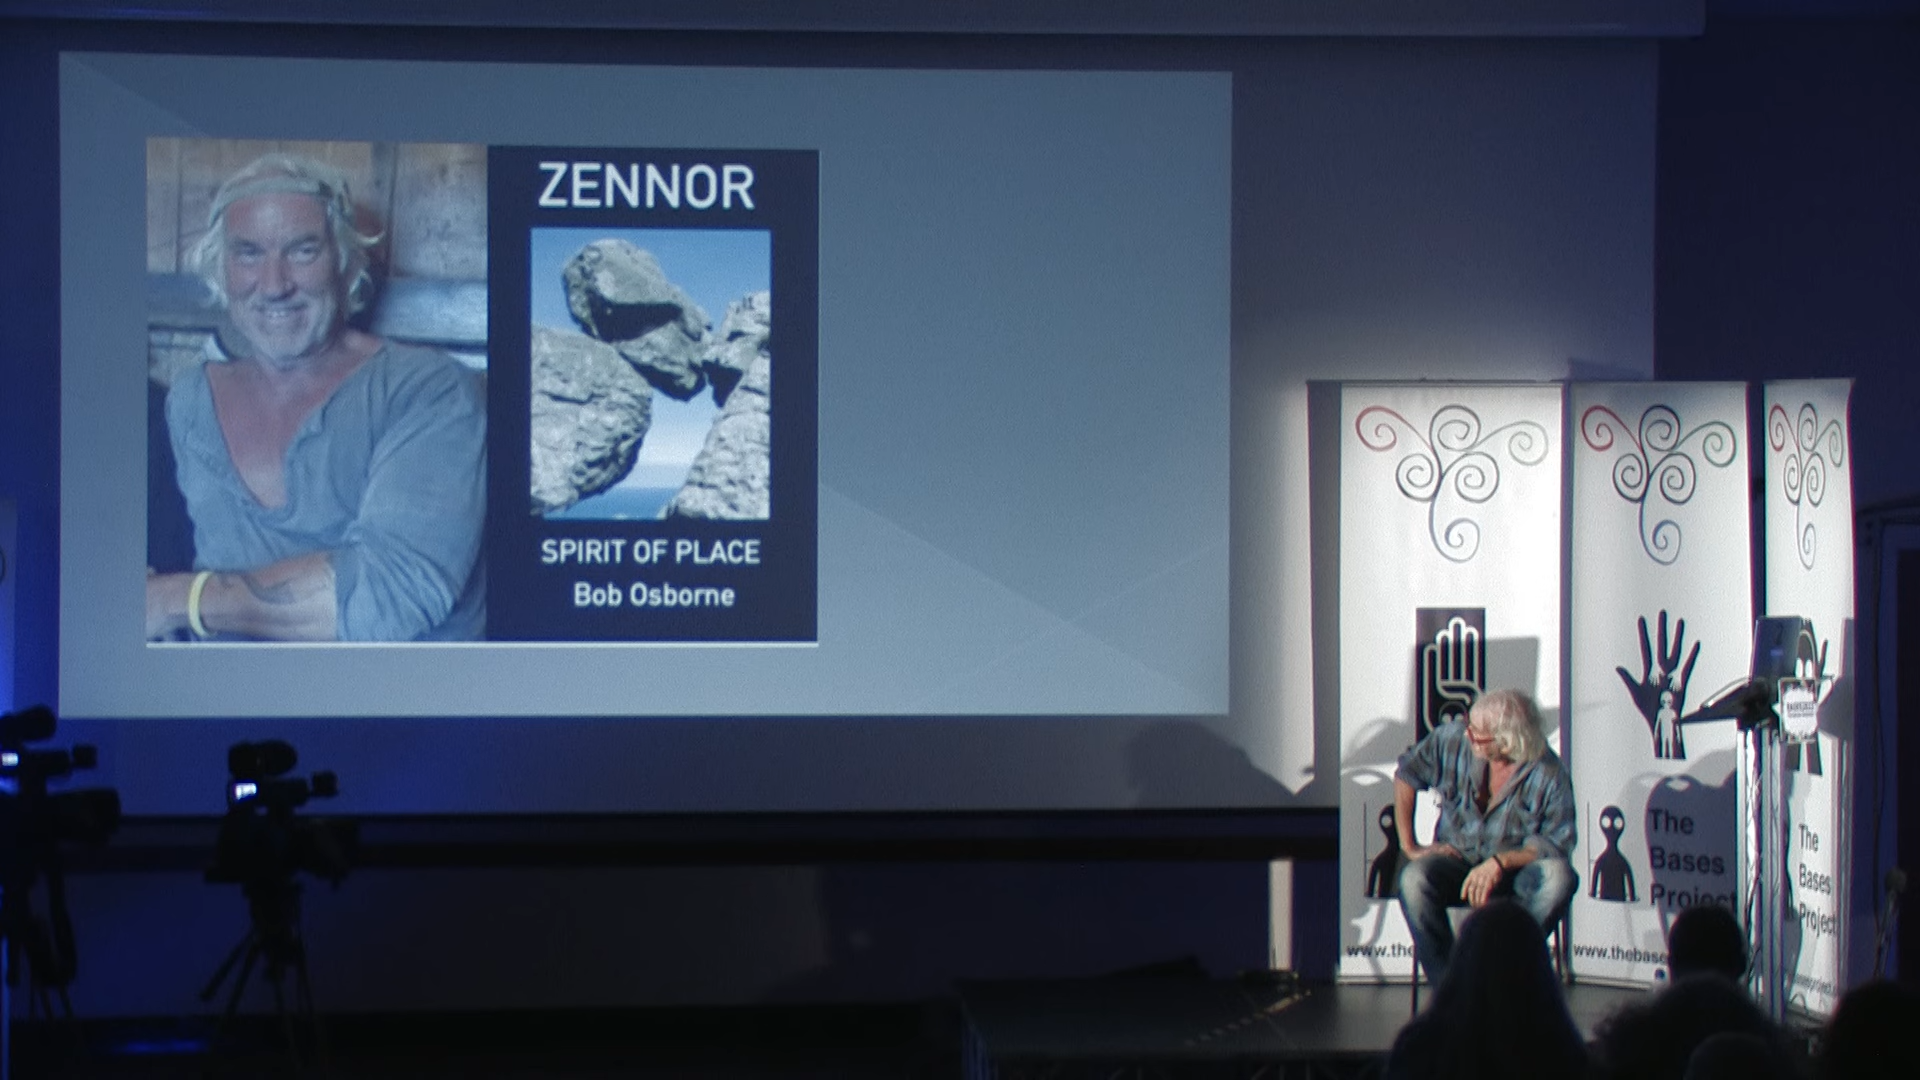 ZENNOR
SPIRIT OF PLACE
Bob Osborne
The
Bases
Project
www.the
www.thebase
The
Bases
Project